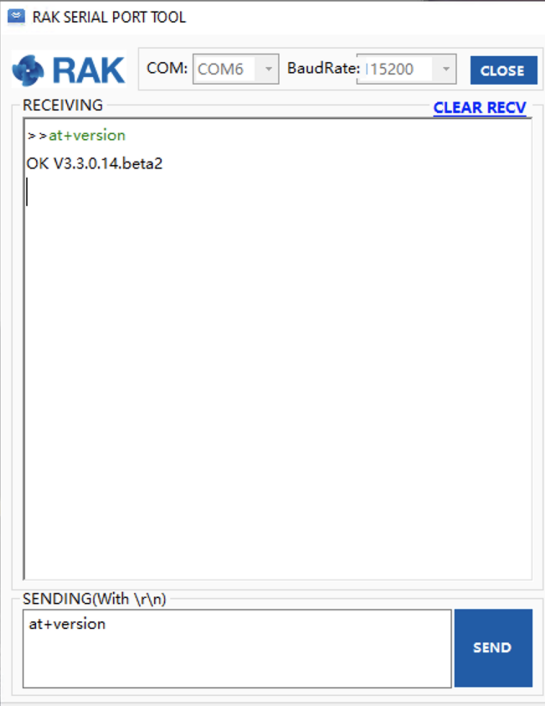 RAK SERIAL PORT TOOL
RAK COM: COM6 BaudRate: 115200 CLOSE
RECEIVING CLEAR RECV
>>at+version
OK V3.3.0.14.beta2
SENDING(With \r\n)
at+version
SEND